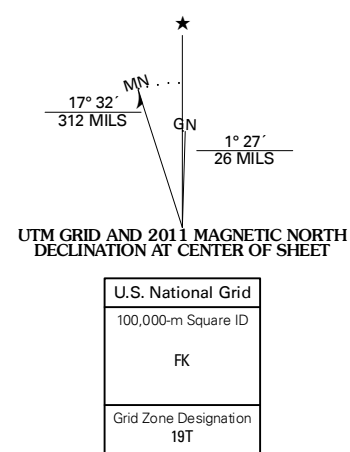 ★
MN
17° 32´
312 MILS
GN
1° 27´
26 MILS
UTM GRID AND 2011 MAGNETIC NORTH
DECLINATION AT CENTER OF SHEET
U.S. National Grid
100,000-m Square ID
FK
Grid Zone Designation
19T